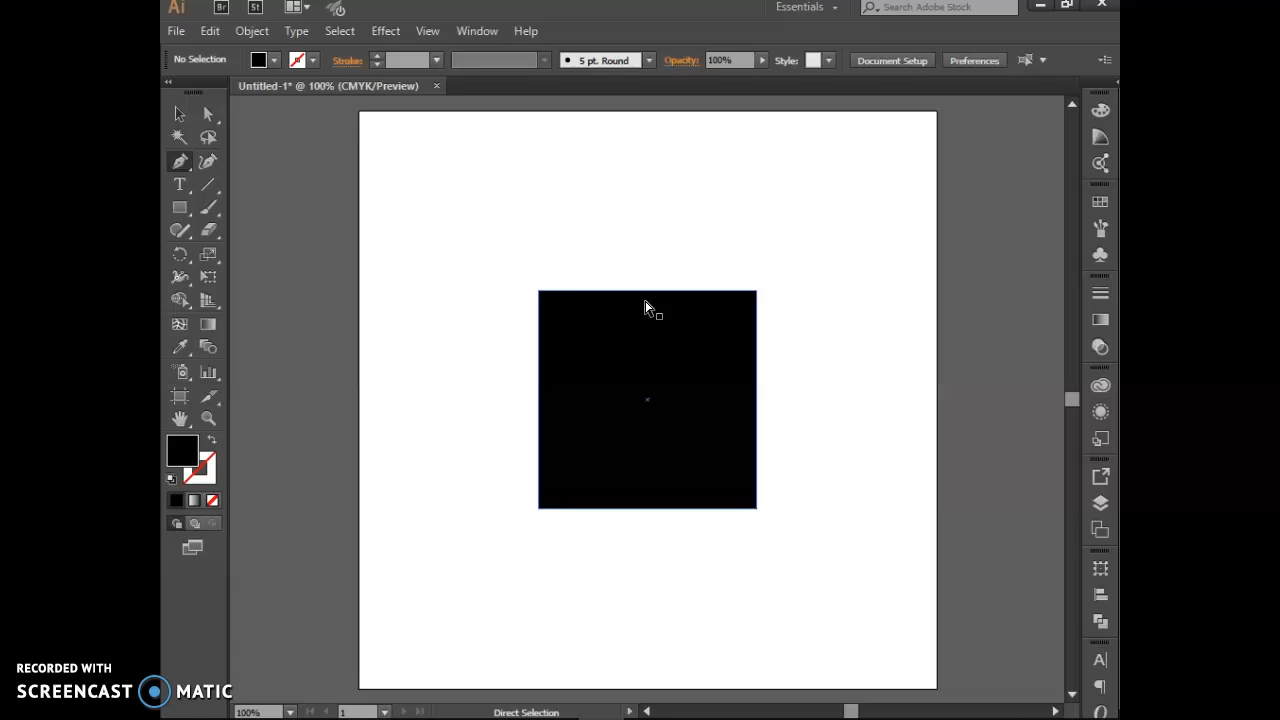 Ai Br St Essentials Search Adobe Stock
File Edit Object Type Select Effect View Window Help
No Selection Stroke: 5 pt. Round Opacity: 100% Style: Document Setup Preferences
Untitled-1* @ 100% (CMYK/Preview)
RECORDED WITH
SCREENCAST MATIC
100% 1 Direct Selection